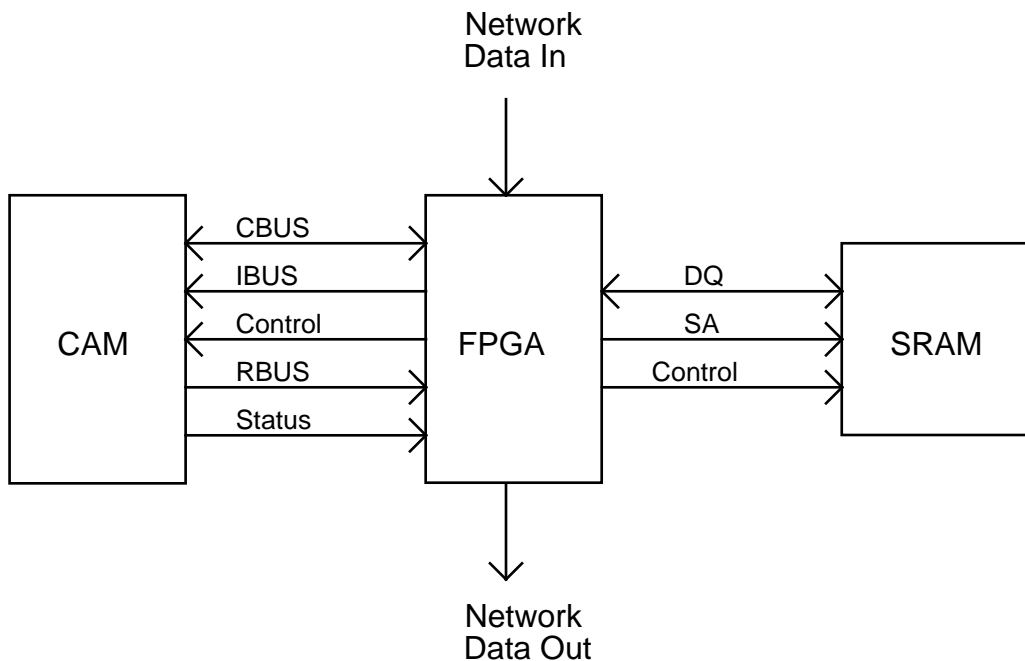 Network
Data In
CBUS
IBUS
Control
RBUS
Status
CAM
FPGA
DQ
SA
Control
SRAM
Network
Data Out